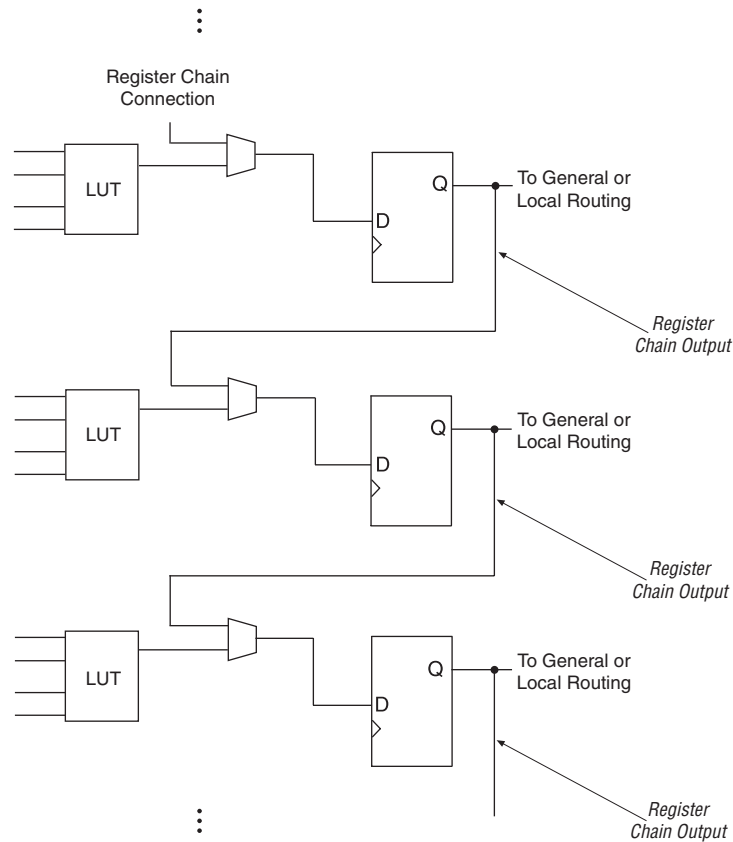 Register Chain
Connection
LUT
D
Q
To General or
Local Routing
Register
Chain Output
LUT
D
Q
To General or
Local Routing
Register
Chain Output
LUT
D
Q
To General or
Local Routing
Register
Chain Output